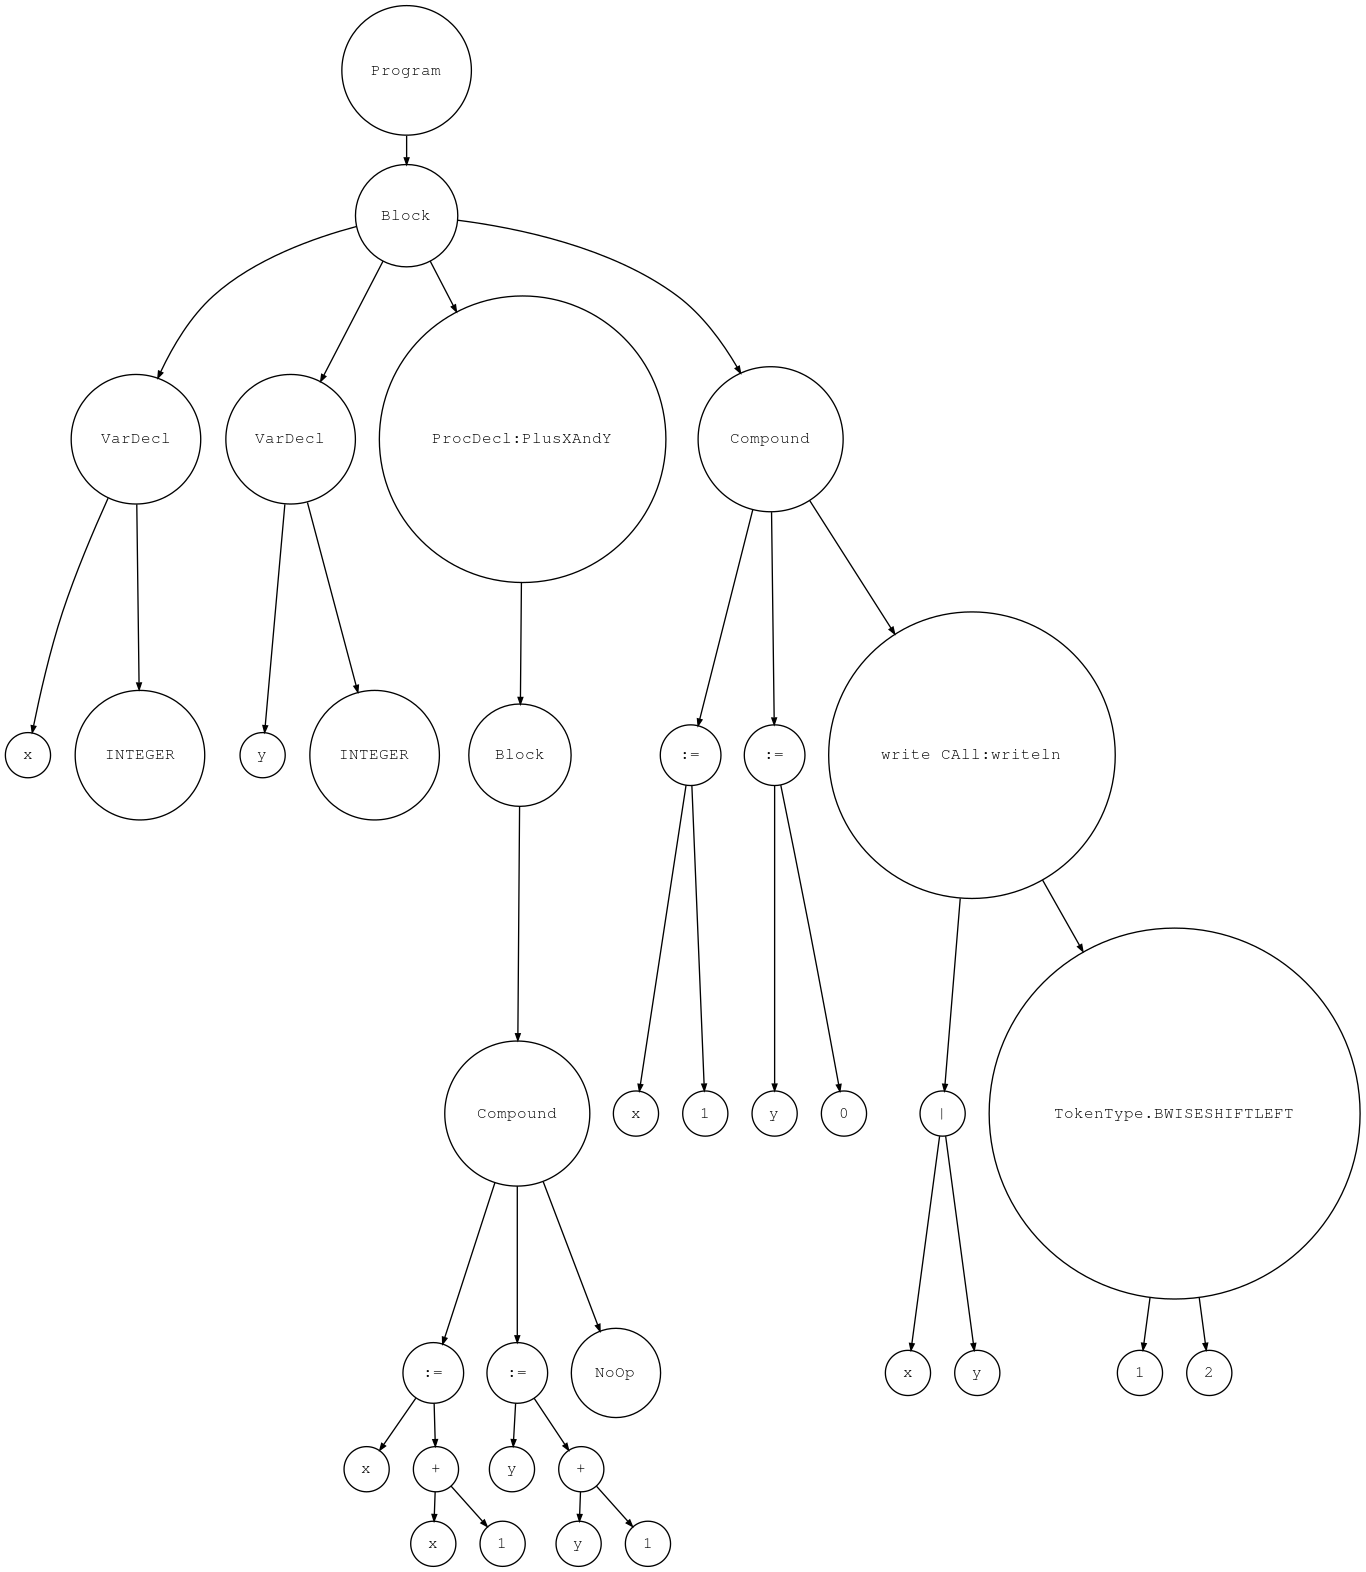 Program
Block
VarDecl
VarDecl
ProcDecl:PlusXAndY
Compound
x
INTEGER
y
INTEGER
Block
:=
:=
write CAll:writeln
Compound
x
1
y
0
|
TokenType.BWISESHIFTLEFT
:=
:=
NoOp
x
y
1
2
x
+
y
+
x
1
y
1